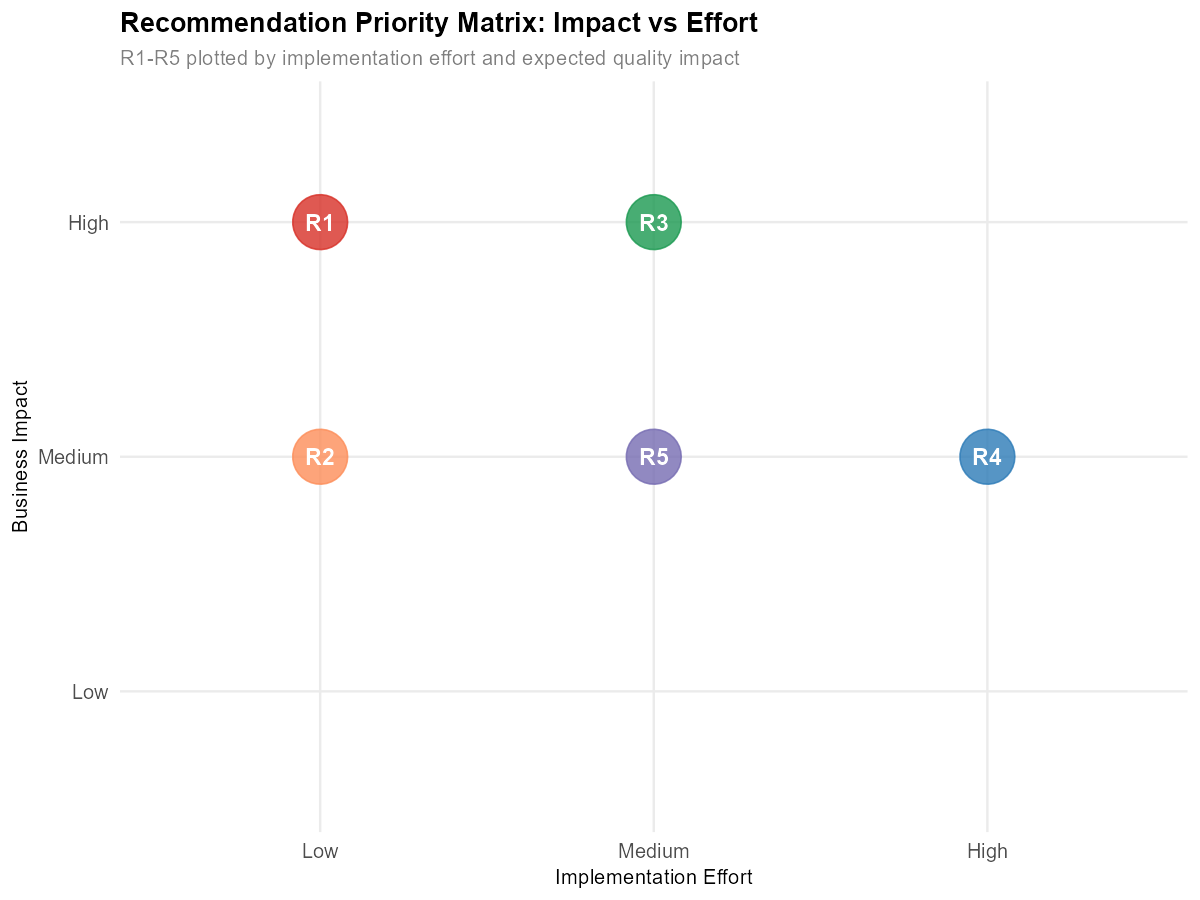 Recommendation Priority Matrix: Impact vs Effort
R1-R5 plotted by implementation effort and expected quality impact
High
R1
R3
Business Impact
Medium
R2
R5
R4
Low
Low
Medium
High
Implementation Effort